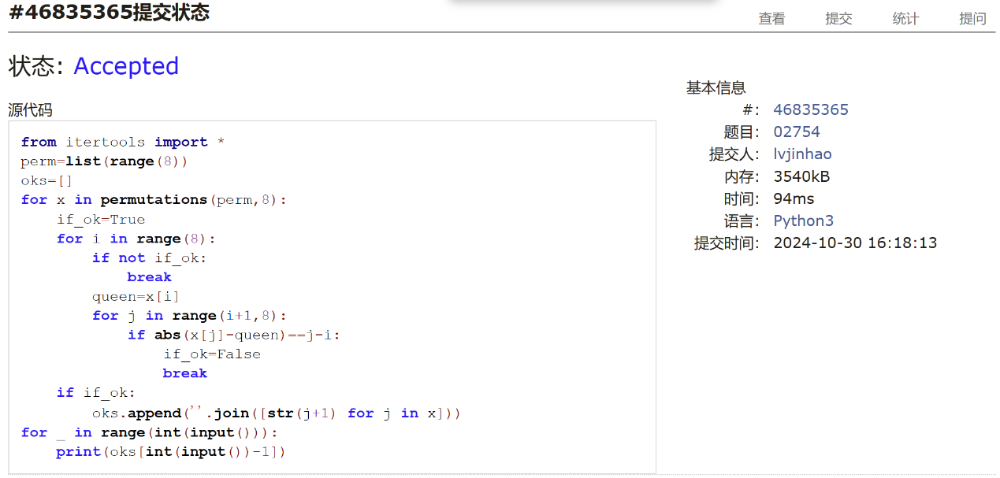 #46835365提交状态
查看 提交 统计 提问
状态: Accepted
源代码
from itertools import *
perm=list(range(8))
oks=[]
for x in permutations(perm,8):
    if_ok=True
    for i in range(8):
        if not if_ok:
            break
        queen=x[i]
        for j in range(i+1,8):
            if abs(x[j]-queen)==j-i:
                if_ok=False
                break
    if if_ok:
        oks.append(''.join([str(j+1) for j in x]))
for _ in range(int(input())):
    print(oks[int(input())-1])
基本信息
#: 46835365
题目: 02754
提交人: lvjinhao
内存: 3540kB
时间: 94ms
语言: Python3
提交时间: 2024-10-30 16:18:13